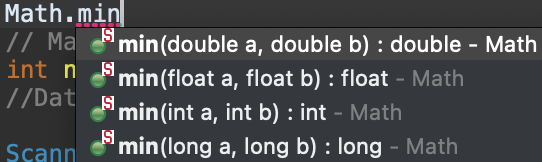 Math.min
// Ma
min(double a, double b) : double – Math
int n
min(float a, float b) : float – Math
//Dat
min(int a, int b) : int – Math
Scann
min(long a, long b) : long – Math